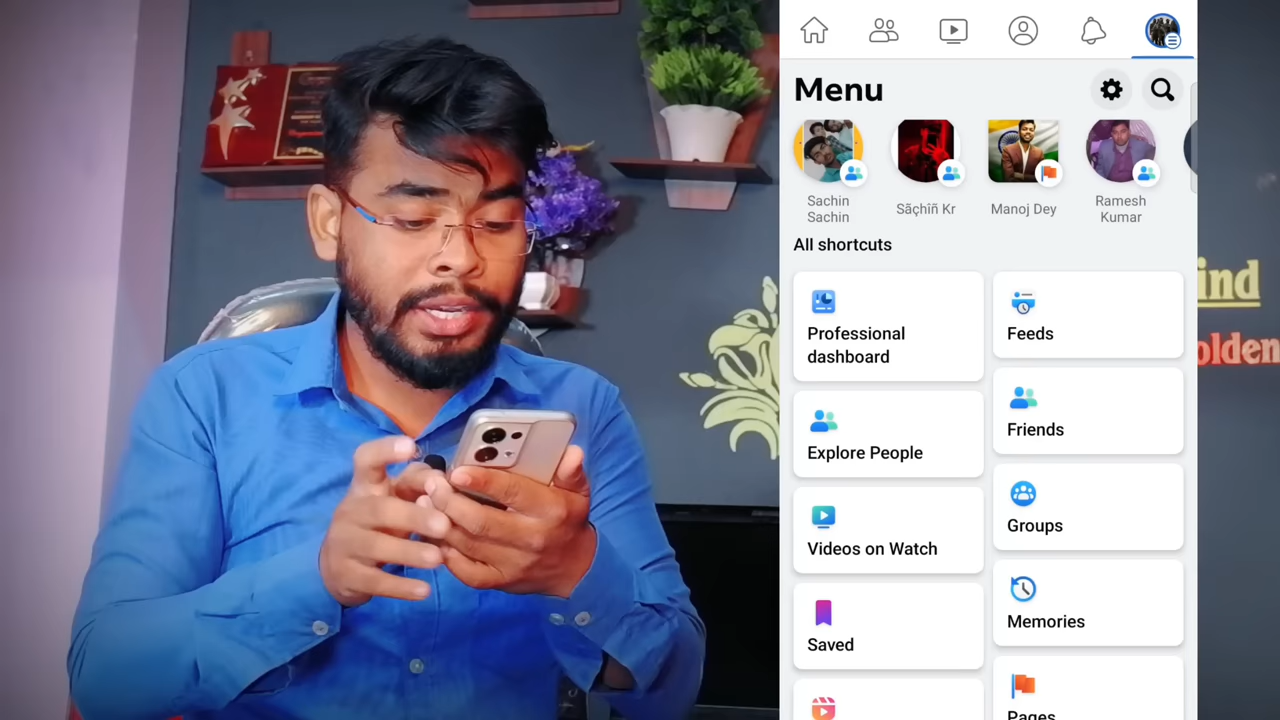 Menu
Sachin
Sachin
Sãçhîñ Kr
Manoj Dey
Ramesh
Kumar
All shortcuts
Professional
dashboard
Feeds
Explore People
Friends
Videos on Watch
Groups
Saved
Memories
Pages
ind
olden